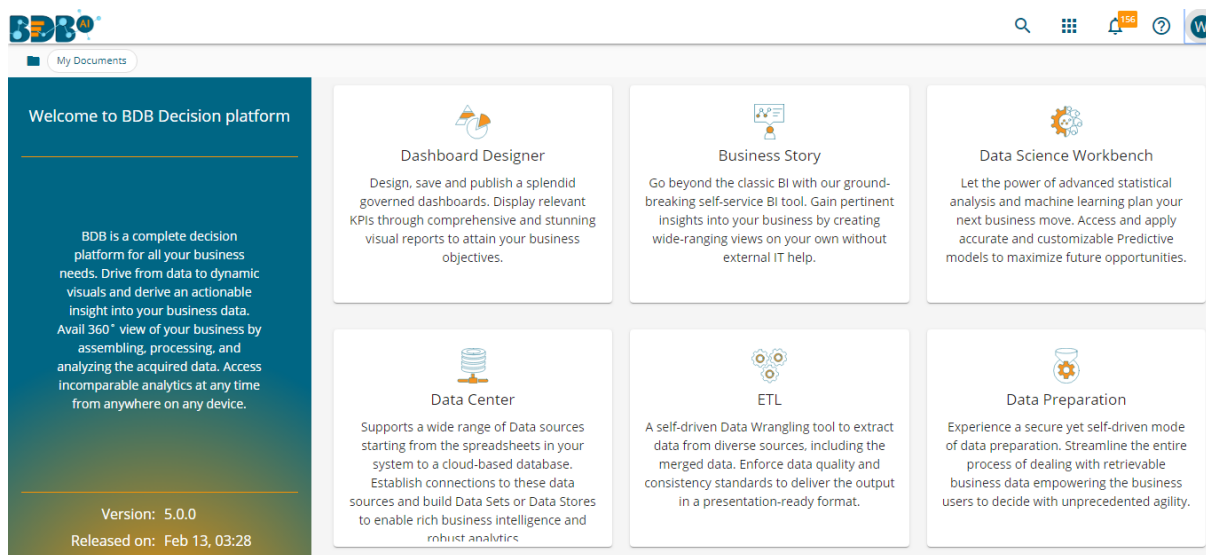 BDB AI
156
W
My Documents
Welcome to BDB Decision platform
BDB is a complete decision
platform for all your business
needs. Drive from data to dynamic
visuals and derive an actionable
insight into your business data.
Avail 360° view of your business by
assembling, processing, and
analyzing the acquired data. Access
incomparable analytics at any time
from anywhere on any device.
Version: 5.0.0
Released on: Feb 13, 03:28
Dashboard Designer
Design, save and publish a splendid
governed dashboards. Display relevant
KPIs through comprehensive and stunning
visual reports to attain your business
objectives.
Business Story
Go beyond the classic BI with our ground-
breaking self-service BI tool. Gain pertinent
insights into your business by creating
wide-ranging views on your own without
external IT help.
Data Science Workbench
Let the power of advanced statistical
analysis and machine learning plan your
next business move. Access and apply
accurate and customizable Predictive
models to maximize future opportunities.
Data Center
Supports a wide range of Data sources
starting from the spreadsheets in your
system to a cloud-based database.
Establish connections to these data
sources and build Data Sets or Data Stores
to enable rich business intelligence and
robust analytics
ETL
A self-driven Data Wrangling tool to extract
data from diverse sources, including the
merged data. Enforce data quality and
consistency standards to deliver the output
in a presentation-ready format.
Data Preparation
Experience a secure yet self-driven mode
of data preparation. Streamline the entire
process of dealing with retrievable
business data empowering the business
users to decide with unprecedented agility.